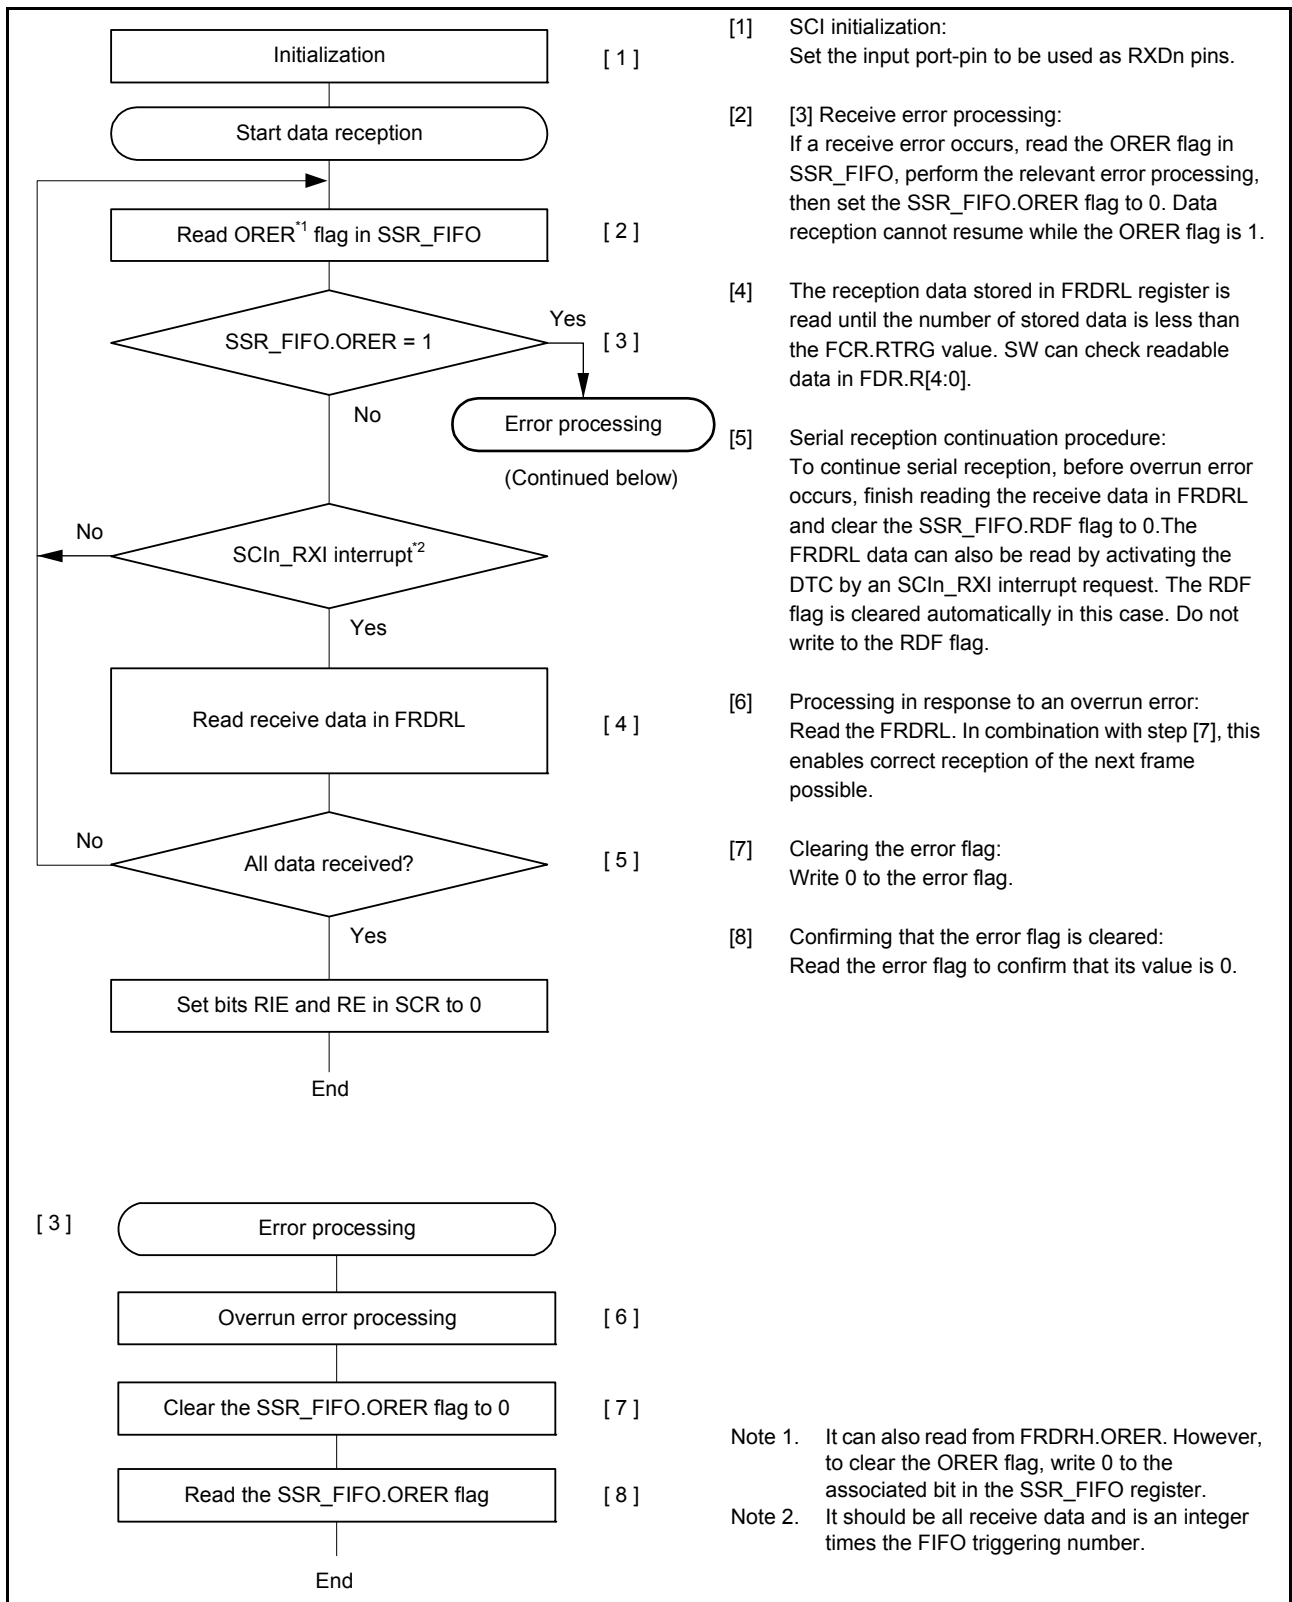 Initialization
[ 1 ]
Start data reception
Read ORER*1 flag in SSR_FIFO
[ 2 ]
SSR_FIFO.ORER = 1
Yes
[ 3 ]
No
Error processing
(Continued below)
No
SCIn_RXI interrupt*2
Yes
Read receive data in FRDRL
[ 4 ]
No
All data received?
[ 5 ]
Yes
Set bits RIE and RE in SCR to 0
End
[1] SCI initialization:
Set the input port-pin to be used as RXDn pins.
[2] [3] Receive error processing:
If a receive error occurs, read the ORER flag in
SSR_FIFO, perform the relevant error processing,
then set the SSR_FIFO.ORER flag to 0. Data
reception cannot resume while the ORER flag is 1.
[4] The reception data stored in FRDRL register is
read until the number of stored data is less than
the FCR.RTRG value. SW can check readable
data in FDR.R[4:0].
[5] Serial reception continuation procedure:
To continue serial reception, before overrun error
occurs, finish reading the receive data in FRDRL
and clear the SSR_FIFO.RDF flag to 0.The
FRDRL data can also be read by activating the
DTC by an SCIn_RXI interrupt request. The RDF
flag is cleared automatically in this case. Do not
write to the RDF flag.
[6] Processing in response to an overrun error:
Read the FRDRL. In combination with step [7], this
enables correct reception of the next frame
possible.
[7] Clearing the error flag:
Write 0 to the error flag.
[8] Confirming that the error flag is cleared:
Read the error flag to confirm that its value is 0.
[ 3 ]
Error processing
Overrun error processing
[ 6 ]
Clear the SSR_FIFO.ORER flag to 0
[ 7 ]
Read the SSR_FIFO.ORER flag
[ 8 ]
End
Note 1. It can also read from FRDRH.ORER. However,
to clear the ORER flag, write 0 to the
associated bit in the SSR_FIFO register.
Note 2. It should be all receive data and is an integer
times the FIFO triggering number.